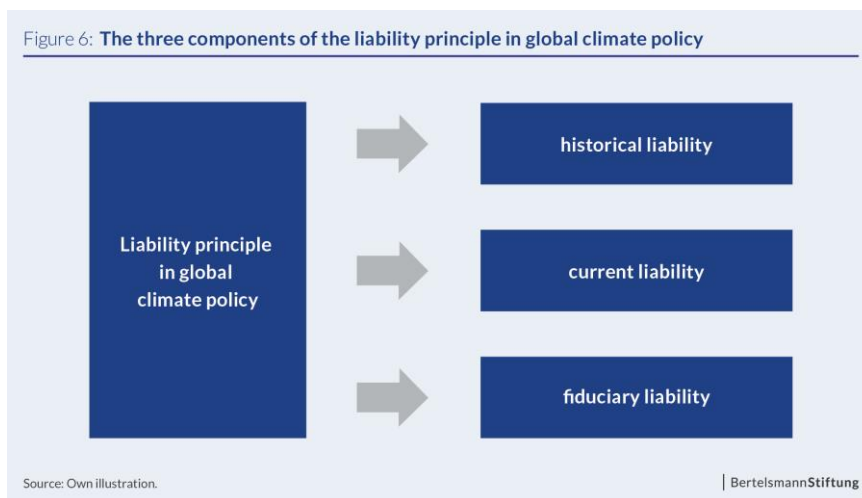 Figure 6: The three components of the liability principle in global climate policy
Liability principle
in global
climate policy
historical liability
current liability
fiduciary liability
Source: Own illustration.
BertelsmannStiftung